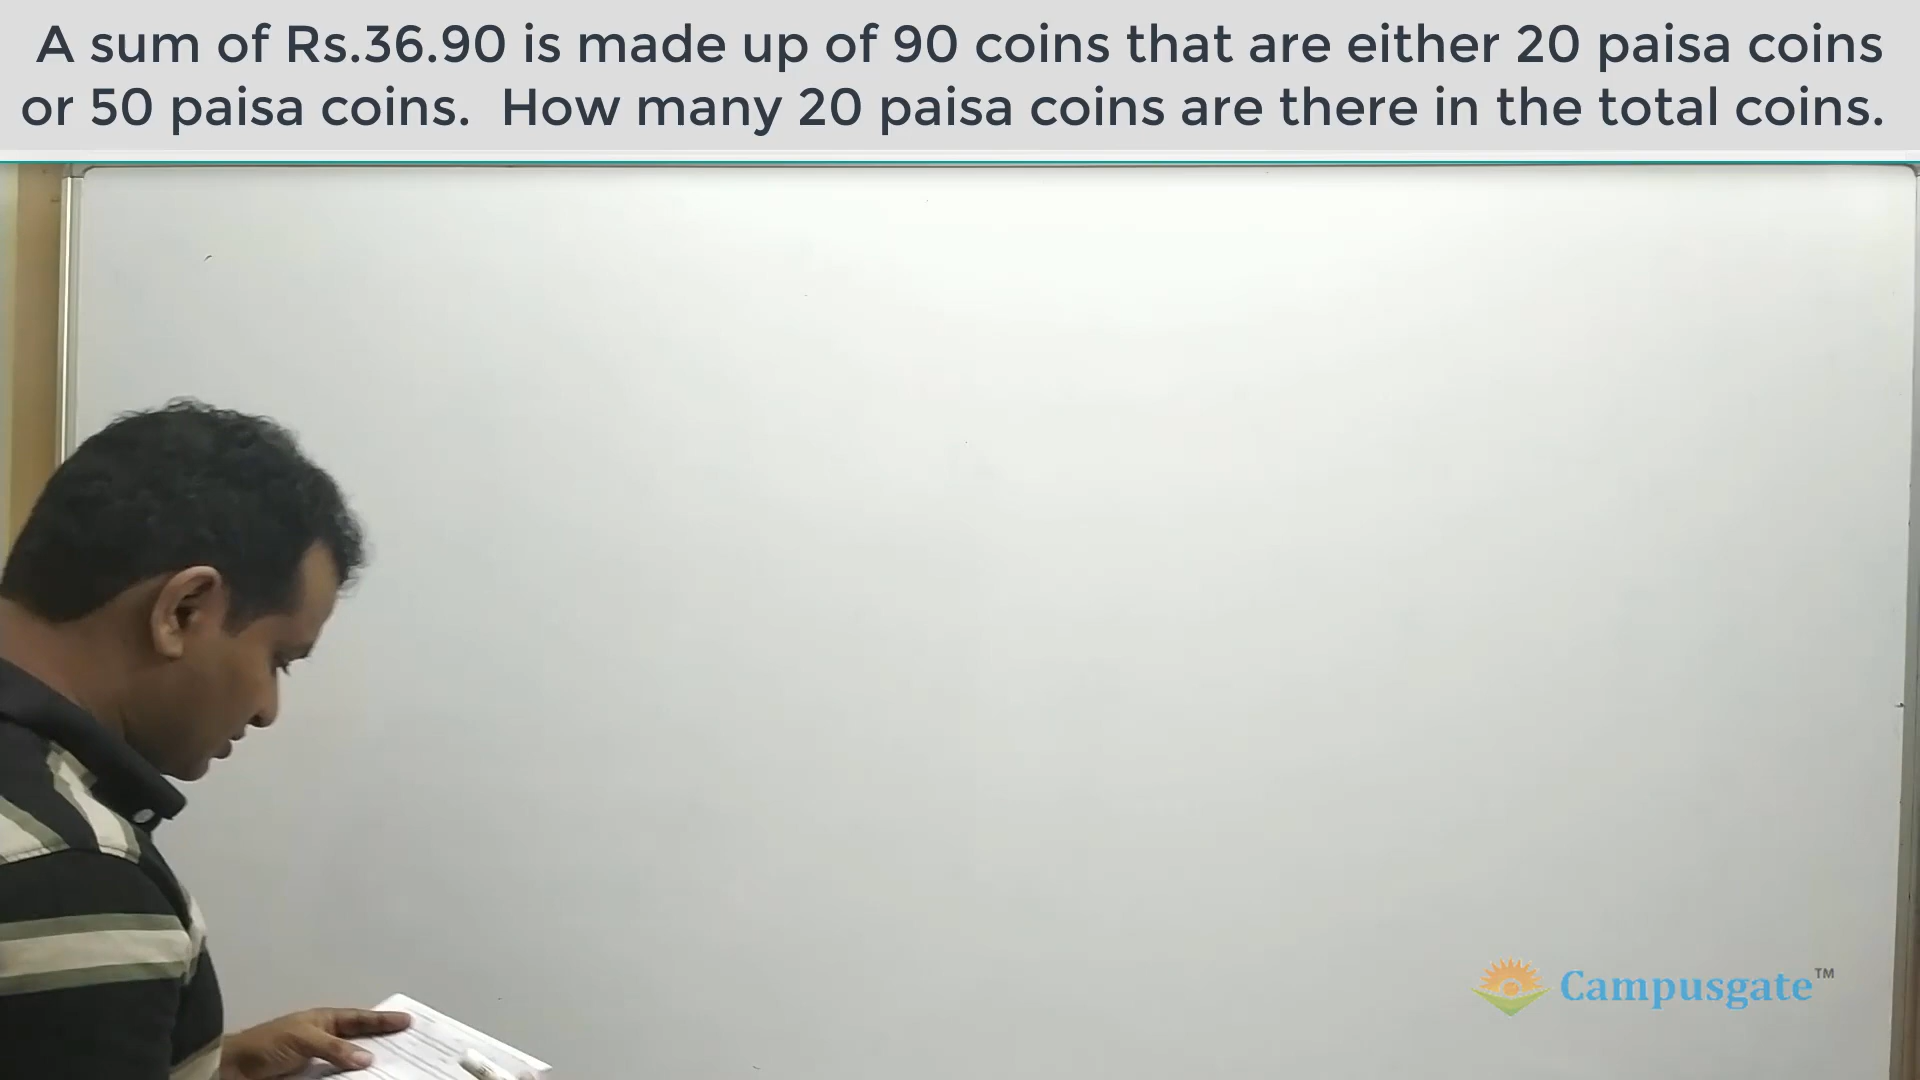 A sum of Rs.36.90 is made up of 90 coins that are either 20 paisa coins
or 50 paisa coins.  How many 20 paisa coins are there in the total coins.
Campusgate™